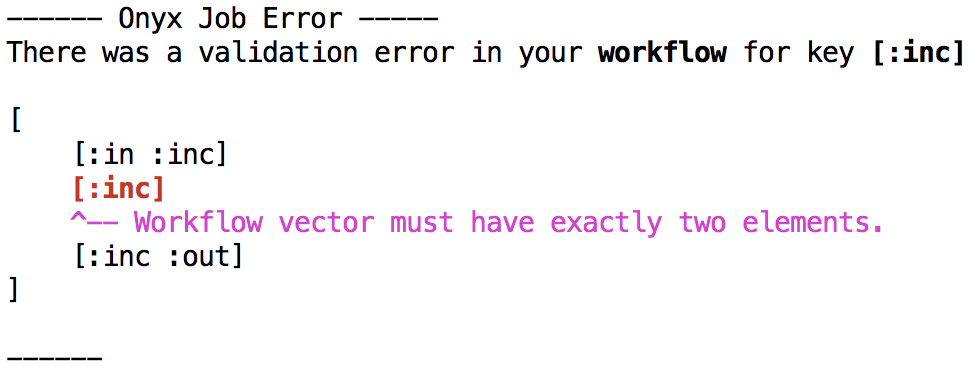 ------ Onyx Job Error -----
There was a validation error in your workflow for key [:inc]
[
[:in :inc]
[:inc]
^-- Workflow vector must have exactly two elements.
[:inc :out]
]
------